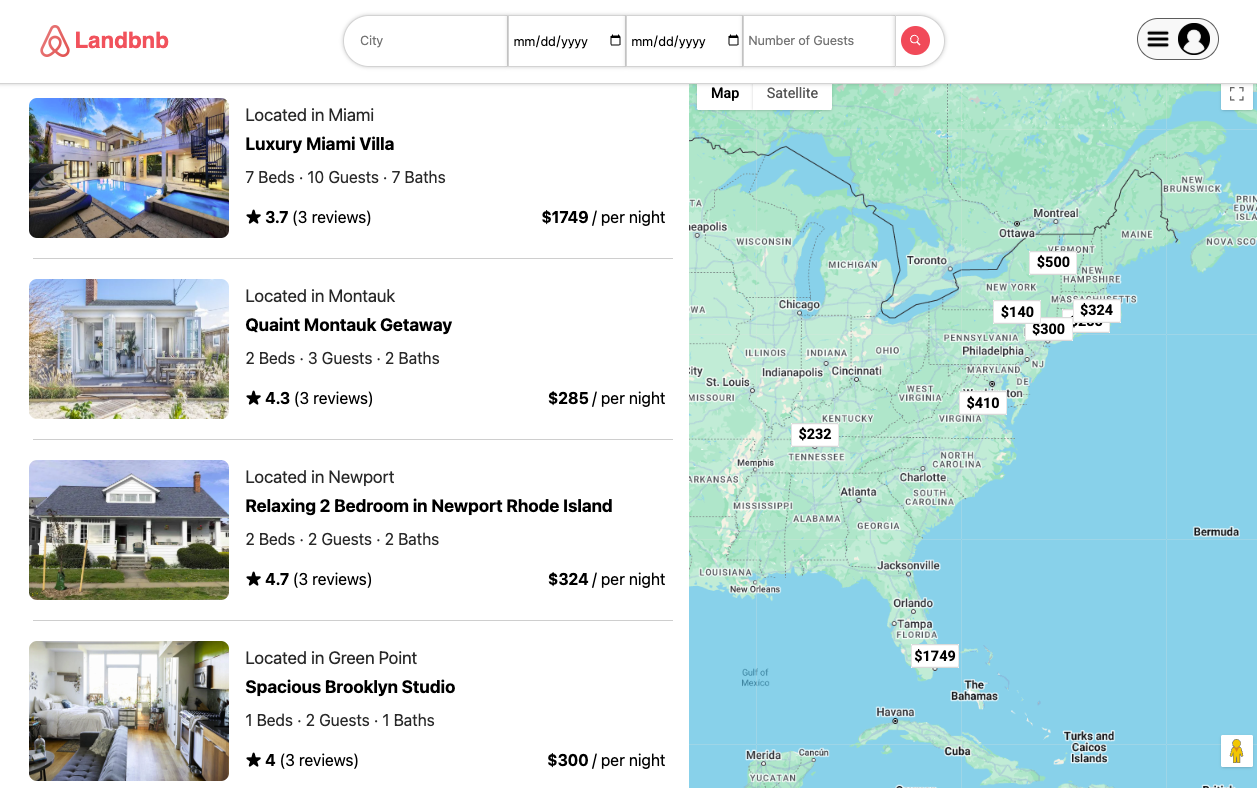 Landbnb
City
mm/dd/yyyy
mm/dd/yyyy
Number of Guests
Located in Miami
Luxury Miami Villa
7 Beds · 10 Guests · 7 Baths
★ 3.7 (3 reviews)
$1749 / per night
Located in Montauk
Quaint Montauk Getaway
2 Beds · 3 Guests · 2 Baths
★ 4.3 (3 reviews)
$285 / per night
Located in Newport
Relaxing 2 Bedroom in Newport Rhode Island
2 Beds · 2 Guests · 2 Baths
★ 4.7 (3 reviews)
$324 / per night
Located in Green Point
Spacious Brooklyn Studio
1 Beds · 2 Guests · 1 Baths
★ 4 (3 reviews)
$300 / per night
Map
Satellite
NEW
BRUNSWICK
Montreal
Ottawa
MAINE
NOVA SCO
WISCONSIN
VERMONT
$500
Toronto
MICHIGAN
NEW
HAMPSHIRE
NEW YORK
MASSACHUSETTS
Chicago
$140
$324
$300
PENNSYLVANIA
Philadelphia
NJ
ILLINOIS
INDIANA
OHIO
Indianapolis
Cincinnati
MARYLAND
DE
St. Louis
MISSOURI
WEST
VIRGINIA
$410
KENTUCKY
VIRGINIA
$232
TENNESSEE
Memphis
NORTH
CAROLINA
Charlotte
ARKANSAS
Atlanta
SOUTH
CAROLINA
MISSISSIPPI
ALABAMA
GEORGIA
Bermuda
LOUISIANA
Jacksonville
New Orleans
Orlando
Tampa
FLORIDA
$1749
Gulf of
Mexico
The
Bahamas
Havana
Turks and
Caicos
Islands
Merida
Cancún
Cuba
YUCATAN